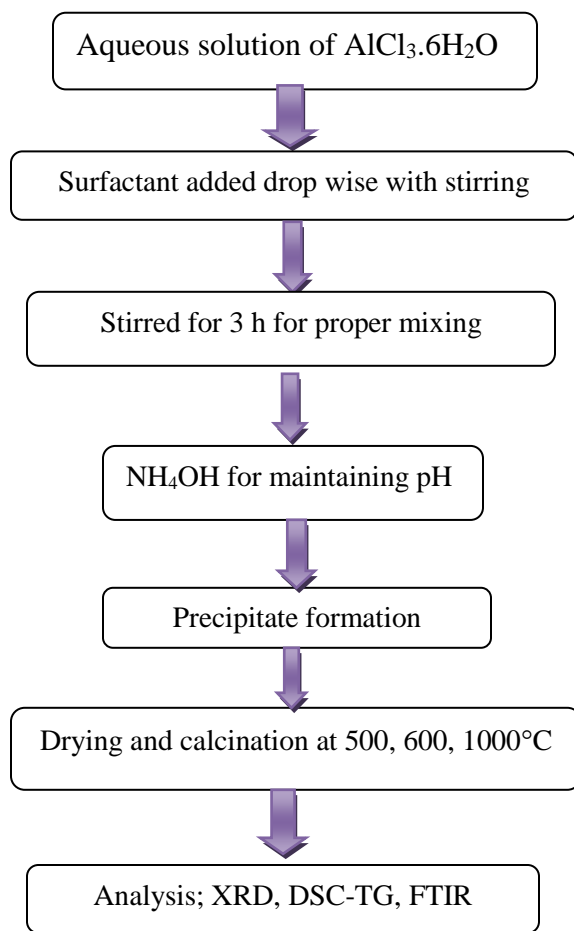 Aqueous solution of AlCl₃.6H₂O
Surfactant added drop wise with stirring
Stirred for 3 h for proper mixing
NH₄OH for maintaining pH
Precipitate formation
Drying and calcination at 500, 600, 1000°C
Analysis; XRD, DSC-TG, FTIR